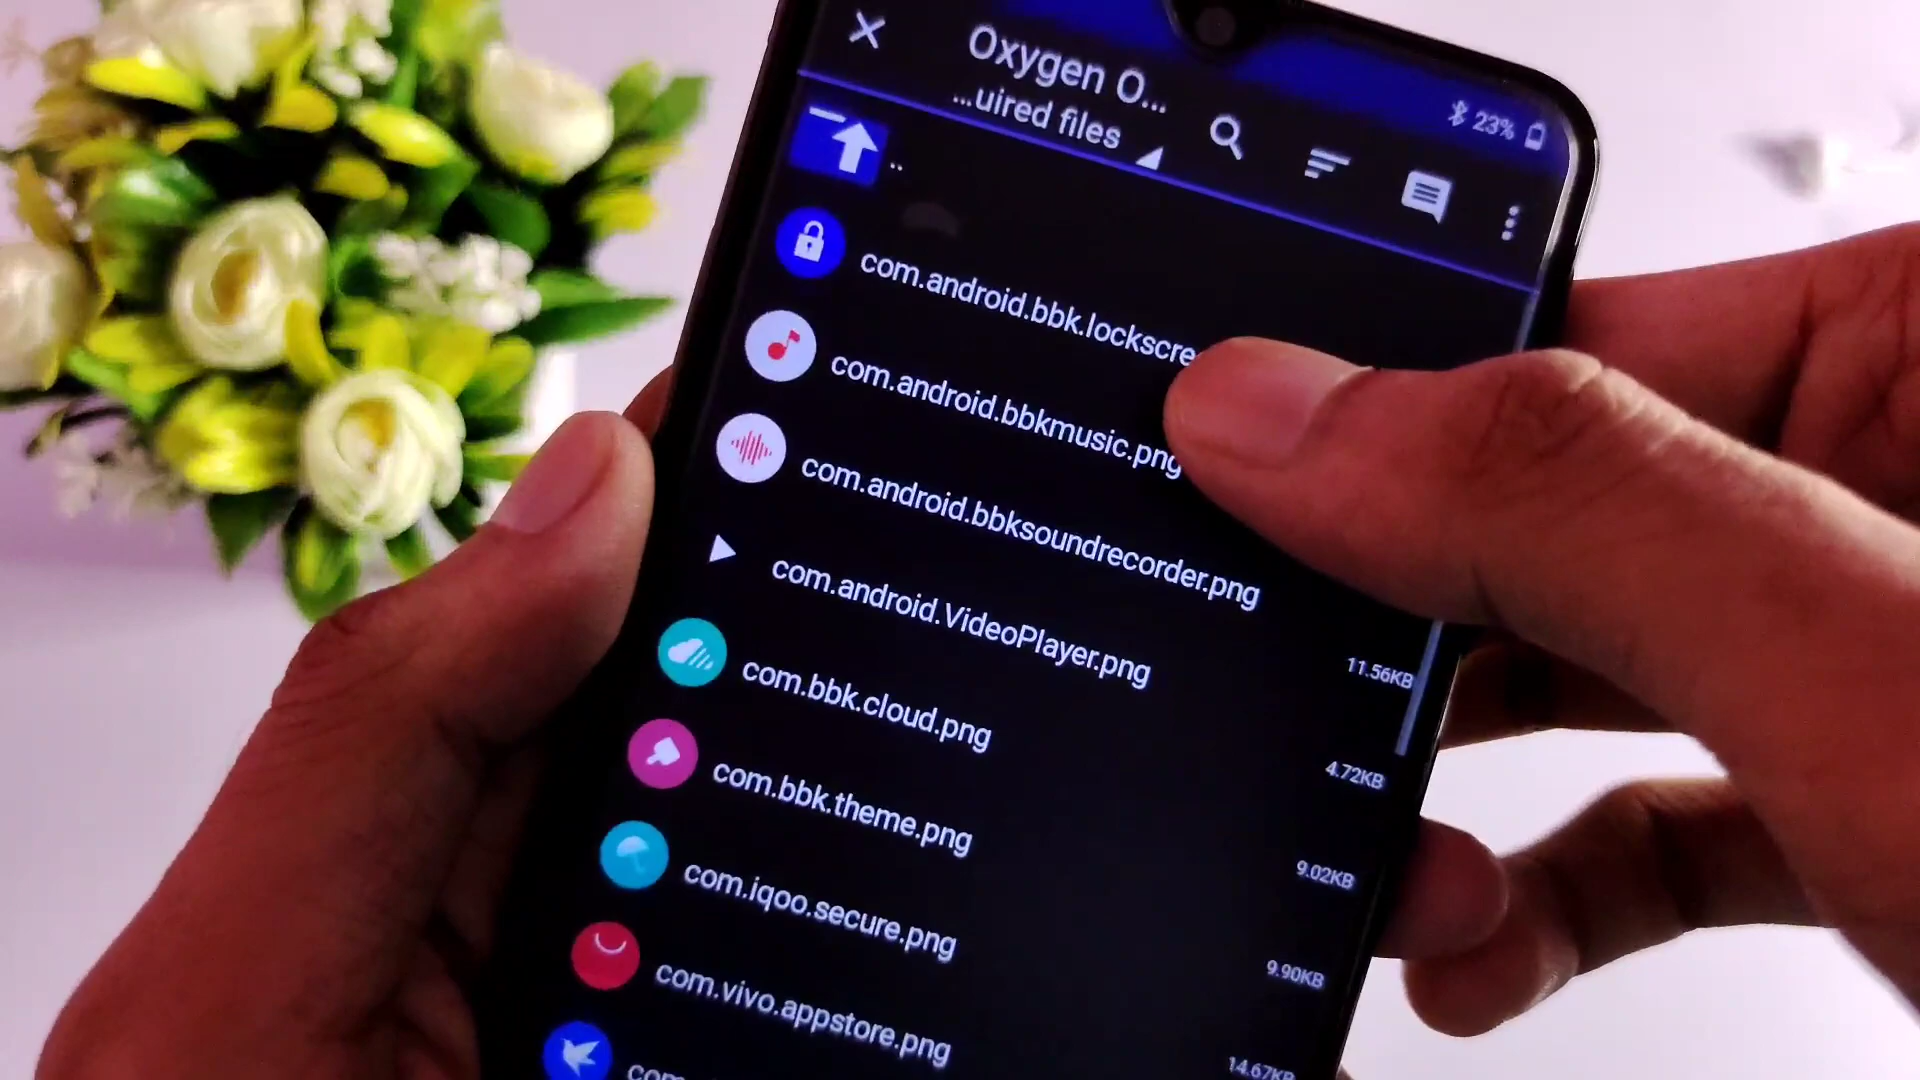 Oxygen O...
...uired files
23%
..
com.android.bbk.lockscre
com.android.bbkmusic.png
com.android.bbksoundrecorder.png
com.android.VideoPlayer.png
11.56KB
com.bbk.cloud.png
4.72KB
com.bbk.theme.png
9.02KB
com.iqoo.secure.png
9.90KB
com.vivo.appstore.png
14.67KB
com